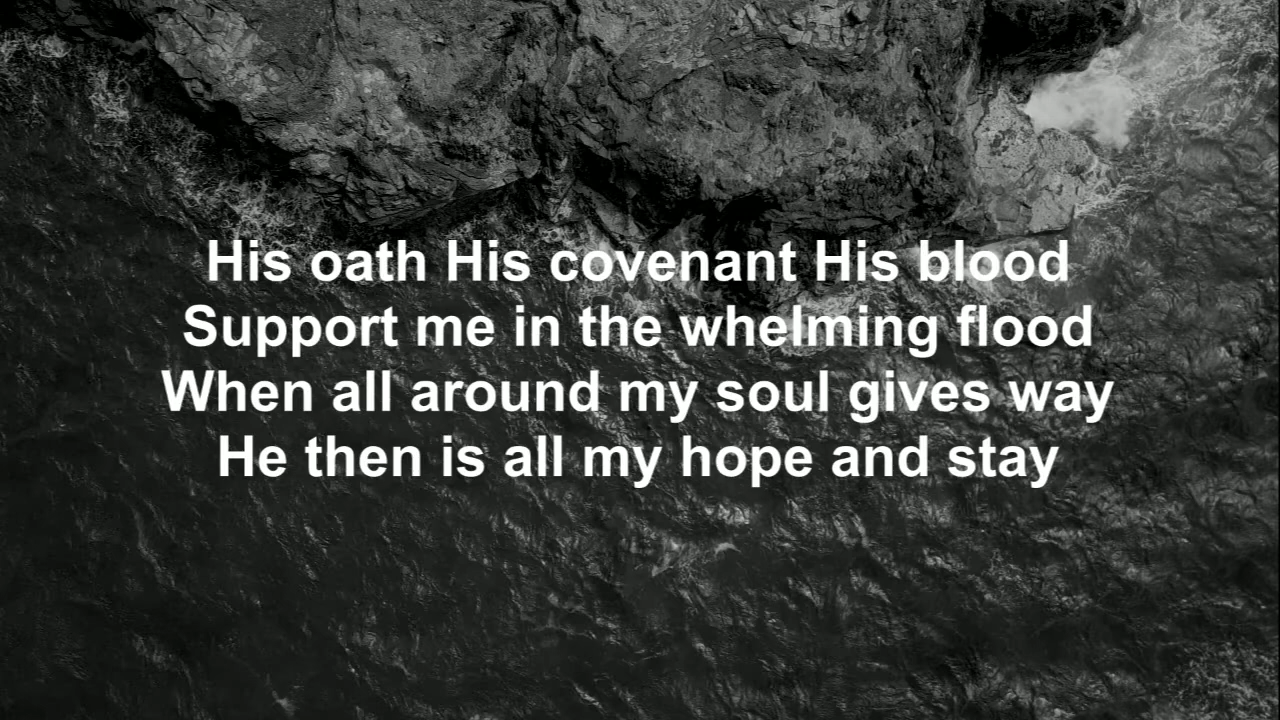 His oath His covenant His blood
Support me in the whelming flood
When all around my soul gives way
He then is all my hope and stay